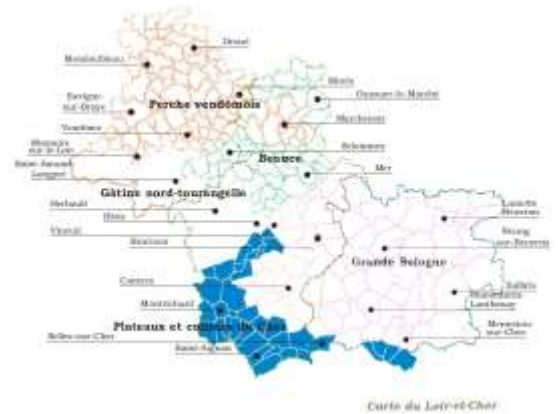 Droué
Mondoubleau
Morée
Ouzouer-le-Marché
Savigny-
sur-Braye
Perche vendômois
Marchenoir
Vendôme
Selommes
Montoire
sur-le-Loir
Beauce
Saint-Amand
Longpré
Mer
Gâtine nord-tourangelle
Herbault
Blois
Lamotte
Beuvron
Vineuil
Neung
sur-Beuvron
Bracieux
Grande Sologne
Contres
Salbris
Romorantin
Lanthenay
Montrichard
Plateaux et collines du Cher
Mennetou-
sur-Cher
Selles-sur-Cher
Saint-Aignan
Carte du Loir-et-Cher